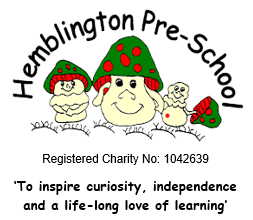 Hemblington Pre-School
Registered Charity No: 1042639
'To inspire curiosity, independence
and a life-long love of learning'